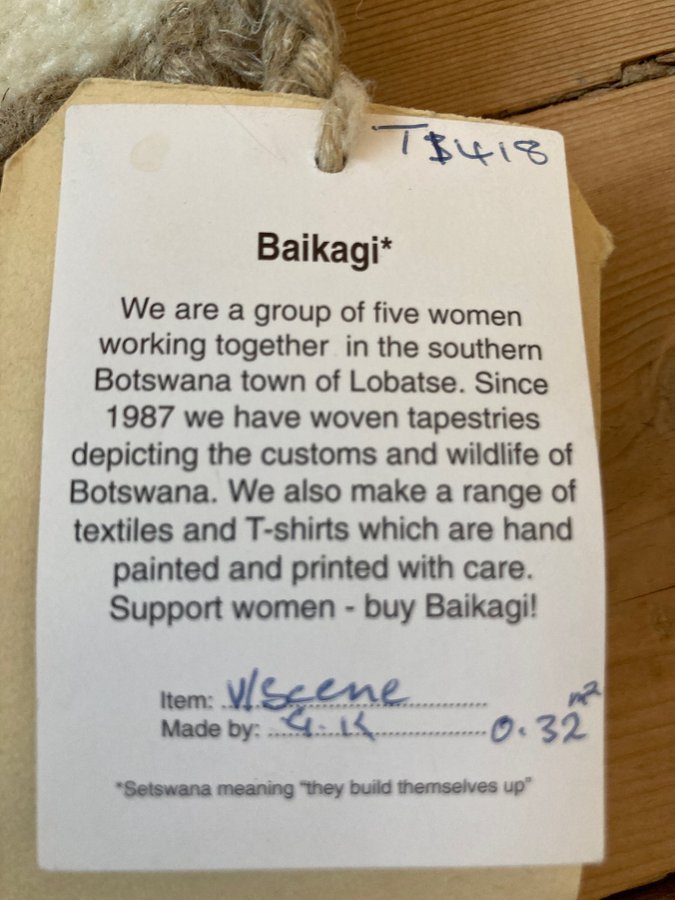 T$418
Baikagi*
We are a group of five women
working together in the southern
Botswana town of Lobatse. Since
1987 we have woven tapestries
depicting the customs and wildlife of
Botswana. We also make a range of
textiles and T-shirts which are hand
painted and printed with care.
Support women - buy Baikagi!
Item: V/Scene
Made by: G.K 0.32 m²
*Setswana meaning "they build themselves up"